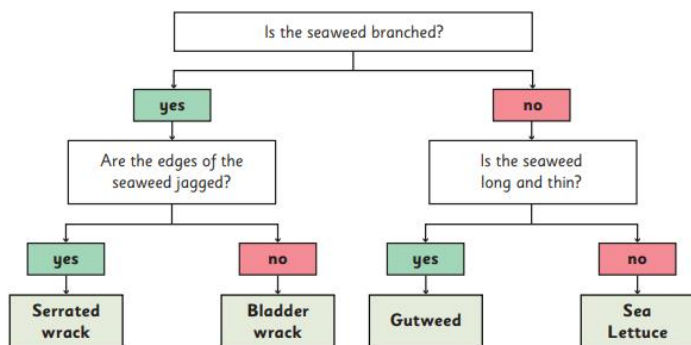 Is the seaweed branched?
yes
no
Are the edges of the
seaweed jagged?
Is the seaweed
long and thin?
yes
no
yes
no
Serrated
wrack
Bladder
wrack
Gutweed
Sea
Lettuce